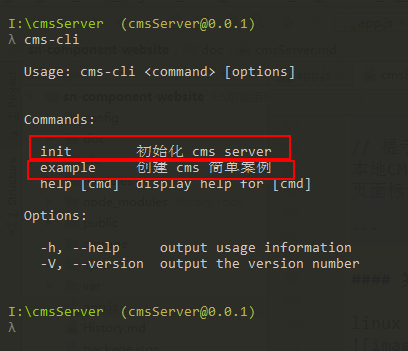 I:\cmsServer (cmsServer@0.0.1)
λ cms-cli
Usage: cms-cli <command> [options]
Commands:
init 初始化 cms server
example 创建 cms 简单案例
help [cmd] display help for [cmd]
Options:
-h, --help output usage information
-V, --version output the version number
I:\cmsServer (cmsServer@0.0.1)
λ